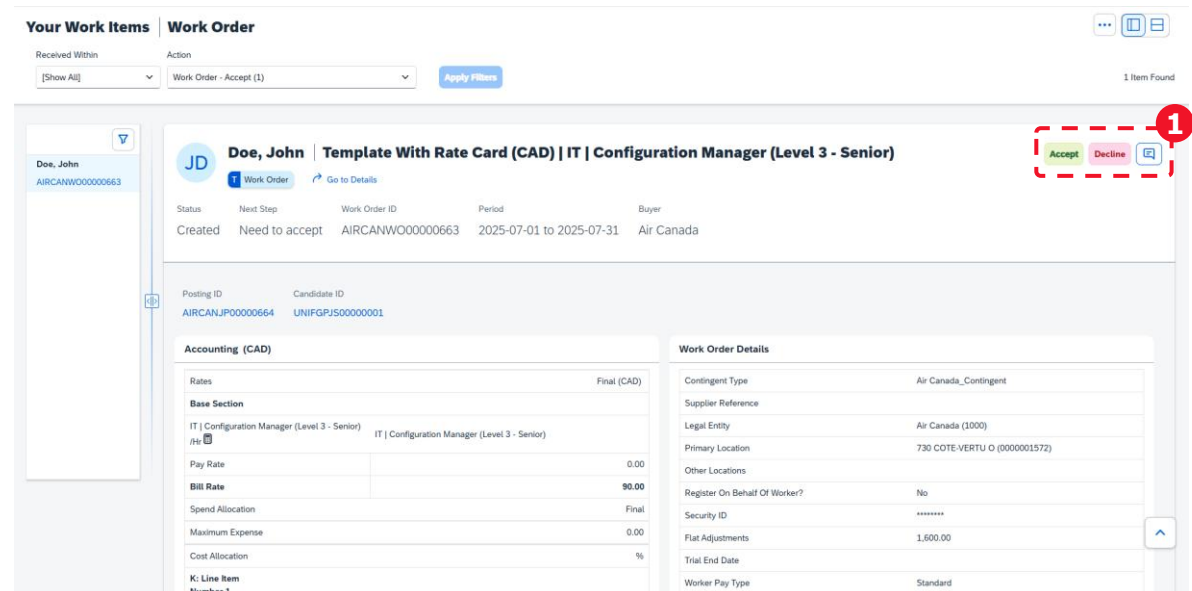 Your Work Items | Work Order
Received Within
Action
[Show All]
Work Order - Accept (1)
Apply Filters
1 Item Found
1
Doe, John
AIRCANWO00000663
JD
Doe, John | Template With Rate Card (CAD) | IT | Configuration Manager (Level 3 - Senior)
Accept
Decline
T Work Order
Go to Details
Status
Next Step
Work Order ID
Period
Buyer
Created
Need to accept
AIRCANWO00000663
2025-07-01 to 2025-07-31
Air Canada
Posting ID
Candidate ID
AIRCANJP00000664
UNIFGPJS00000001
Accounting (CAD)
Rates Final (CAD)
Base Section
IT | Configuration Manager (Level 3 - Senior)
/Hr
IT | Configuration Manager (Level 3 - Senior)
Pay Rate 0.00
Bill Rate 90.00
Spend Allocation Final
Maximum Expense 0.00
Cost Allocation %
K: Line Item
Number 1
Work Order Details
Contingent Type Air Canada_Contingent
Supplier Reference
Legal Entity Air Canada (1000)
Primary Location 730 COTE-VERTU O (0000001572)
Other Locations
Register On Behalf Of Worker? No
Security ID ********
Flat Adjustments 1,600.00
Trial End Date
Worker Pay Type Standard